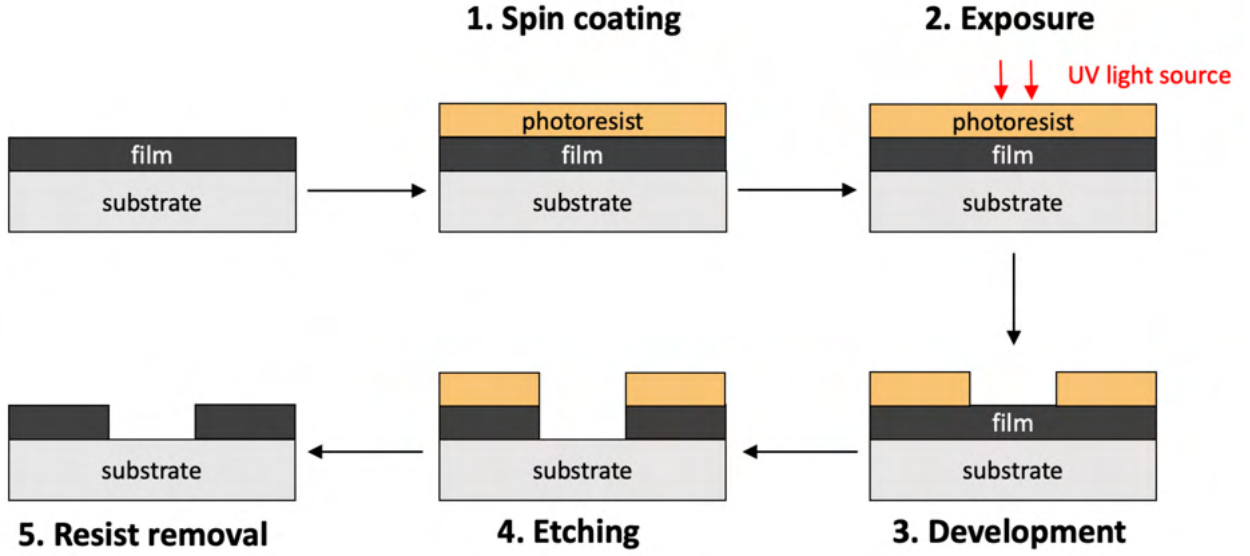 1. Spin coating
2. Exposure
UV light source
film
substrate
photoresist
film
substrate
photoresist
film
substrate
substrate
substrate
film
substrate
5. Resist removal
4. Etching
3. Development